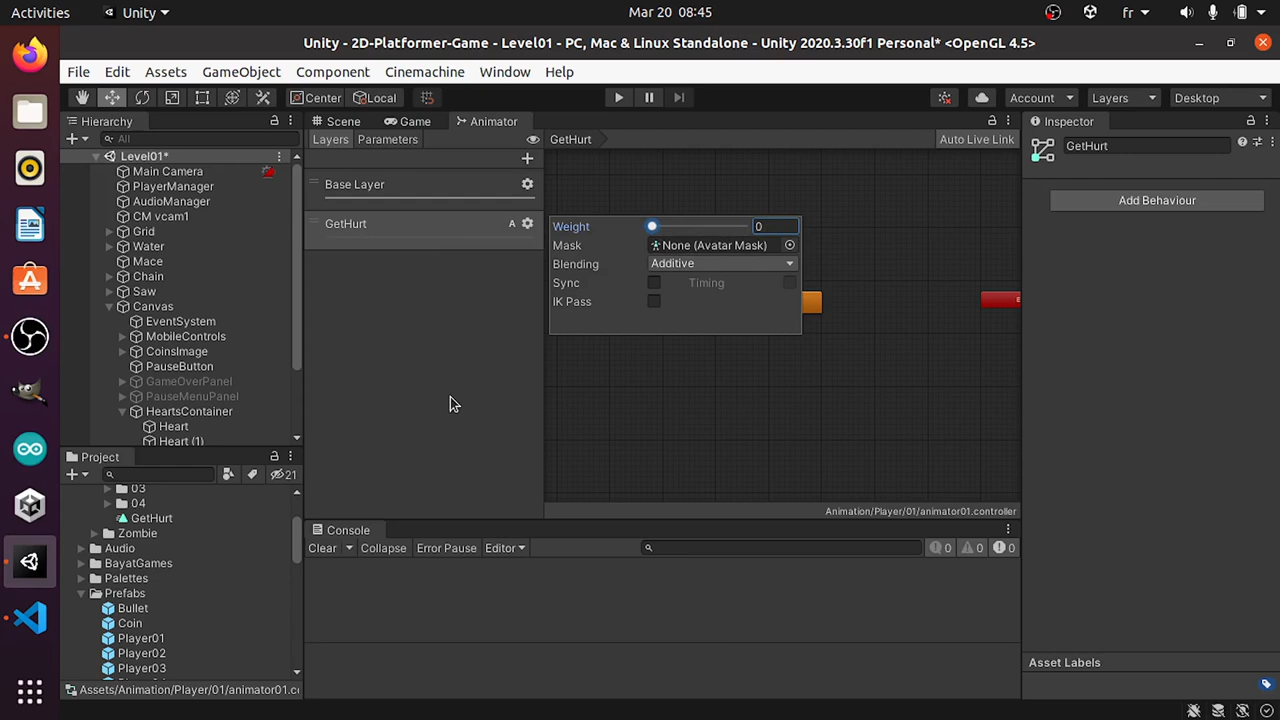 Activities
Unity
Mar 20 08:45
fr
Unity - 2D-Platformer-Game - Level01 - PC, Mac & Linux Standalone - Unity 2020.3.30f1 Personal* <OpenGL 4.5>
File Edit Assets GameObject Component Cinemachine Window Help
Center Local Account Layers Desktop
Hierarchy
All
Level01*
Main Camera
PlayerManager
AudioManager
CM vcam1
Grid
Water
Mace
Chain
Saw
Canvas
EventSystem
MobileControls
CoinsImage
PauseButton
GameOverPanel
PauseMenuPanel
HeartsContainer
Heart
Heart (1)
Project
21
03
04
GetHurt
Zombie
Audio
BayatGames
Palettes
Prefabs
Bullet
Coin
Player01
Player02
Player03
Assets/Animation/Player/01/animator01.co
Scene Game Animator
Layers Parameters
GetHurt
Auto Live Link
Base Layer
GetHurt A
Weight 0
Mask None (Avatar Mask)
Blending Additive
Sync Timing
IK Pass
Animation/Player/01/animator01.controller
Console
Clear Collapse Error Pause Editor
0 0 0
Inspector
GetHurt
Add Behaviour
Asset Labels